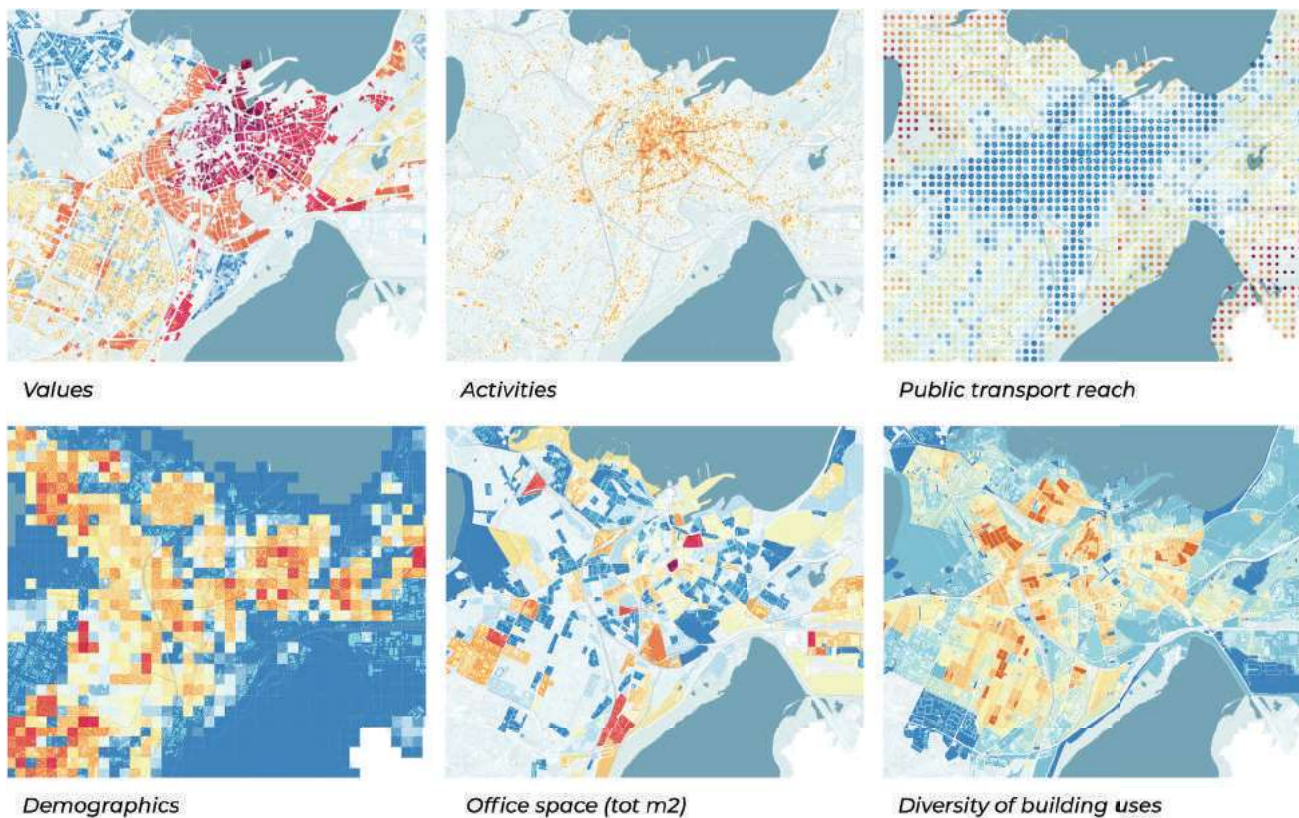 Values
Activities
Public transport reach
Demographics
Office space (tot m2)
Diversity of building uses